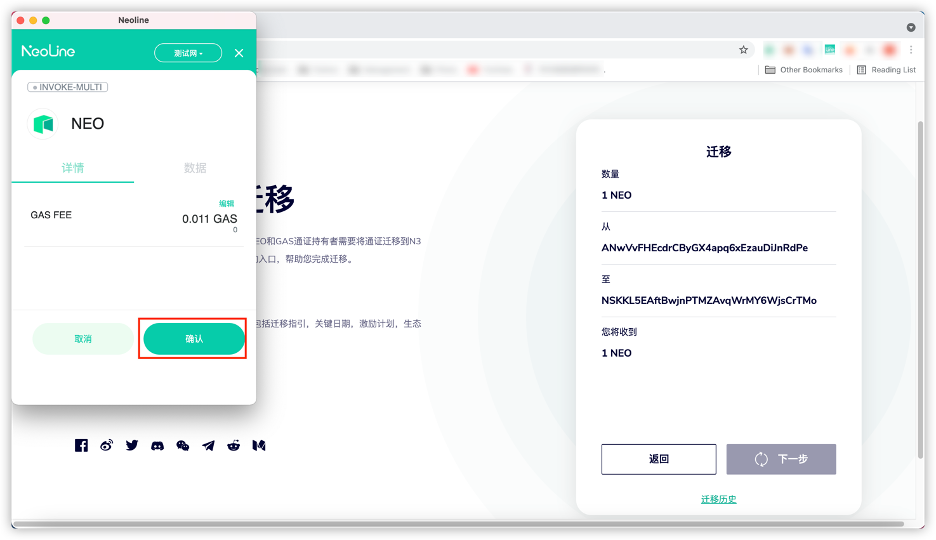 Neoline
NeoLine
测试网
INVOKE-MULTI
NEO
详情
数据
编辑
GAS FEE
0.011 GAS
0
取消
确认
Other Bookmarks
Reading List
迁移
EO和GAS通证持有者需要将通证迁移到N3
的入口，帮助您完成迁移。
包括迁移指引，关键日期，激励计划，生态
迁移
数量
1 NEO
从
ANwVvFHEcdrCByGX4apq6xEzauDiJnRdPe
至
NSKKL5EAftBwjnPTMZAvqWrMY6WjsCrTMo
您将收到
1 NEO
返回
下一步
迁移历史